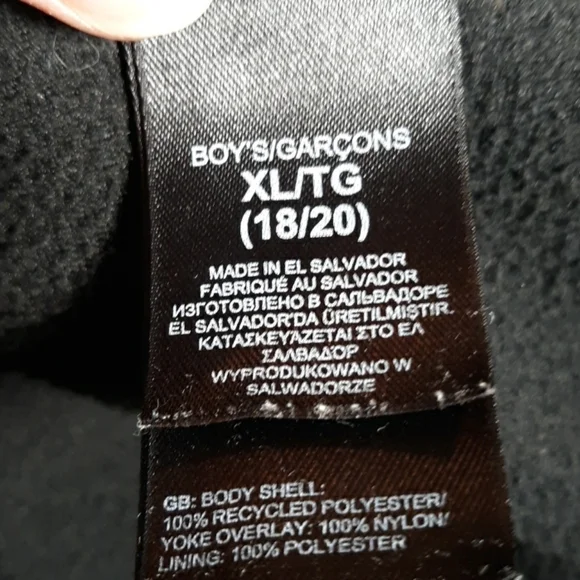 BOY'S/GARÇONS
XL/TG
(18/20)
MADE IN EL SALVADOR
FABRIQUÉ AU SALVADOR
ИЗГОТОВЛЕНО В САЛЬВАДОРЕ
EL SALVADOR'DA ÜRETILMIŞTIR.
ΚΑΤΑΣΚΕΥΑΖΕΤΑΙ ΣΤΟ ΕΛ
ΣΑΛΒΑΔΟΡ
WYPRODUKOWANO W
SALWADORZE
GB: BODY SHELL:
100% RECYCLED POLYESTER/
YOKE OVERLAY: 100% NYLON/
LINING: 100% POLYESTER